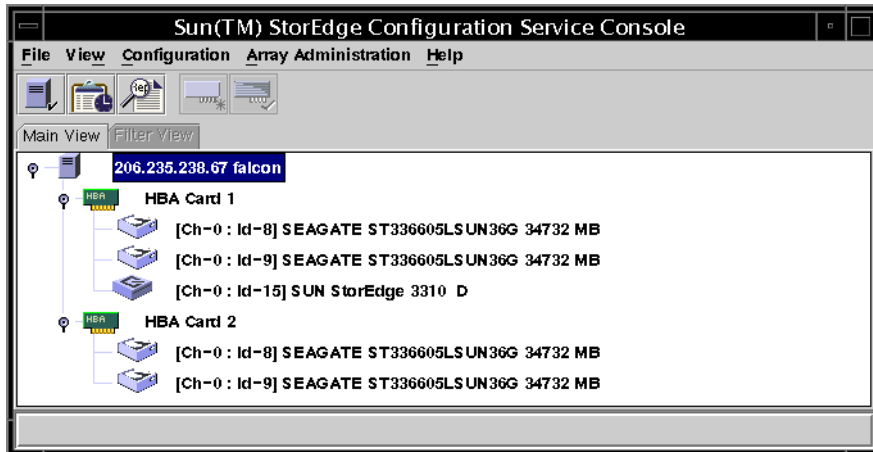 Sun(TM) StorEdge Configuration Service Console
File View Configuration Array Administration Help
Rep
Main View Filter View
206.235.238.67 falcon
HBA HBA Card 1
[Ch-0 : Id-8] SEAGATE ST336605LSUN36G 34732 MB
[Ch-0 : Id-9] SEAGATE ST336605LSUN36G 34732 MB
[Ch-0 : Id-15] SUN StorEdge 3310 D
HBA HBA Card 2
[Ch-0 : Id-8] SEAGATE ST336605LSUN36G 34732 MB
[Ch-0 : Id-9] SEAGATE ST336605LSUN36G 34732 MB